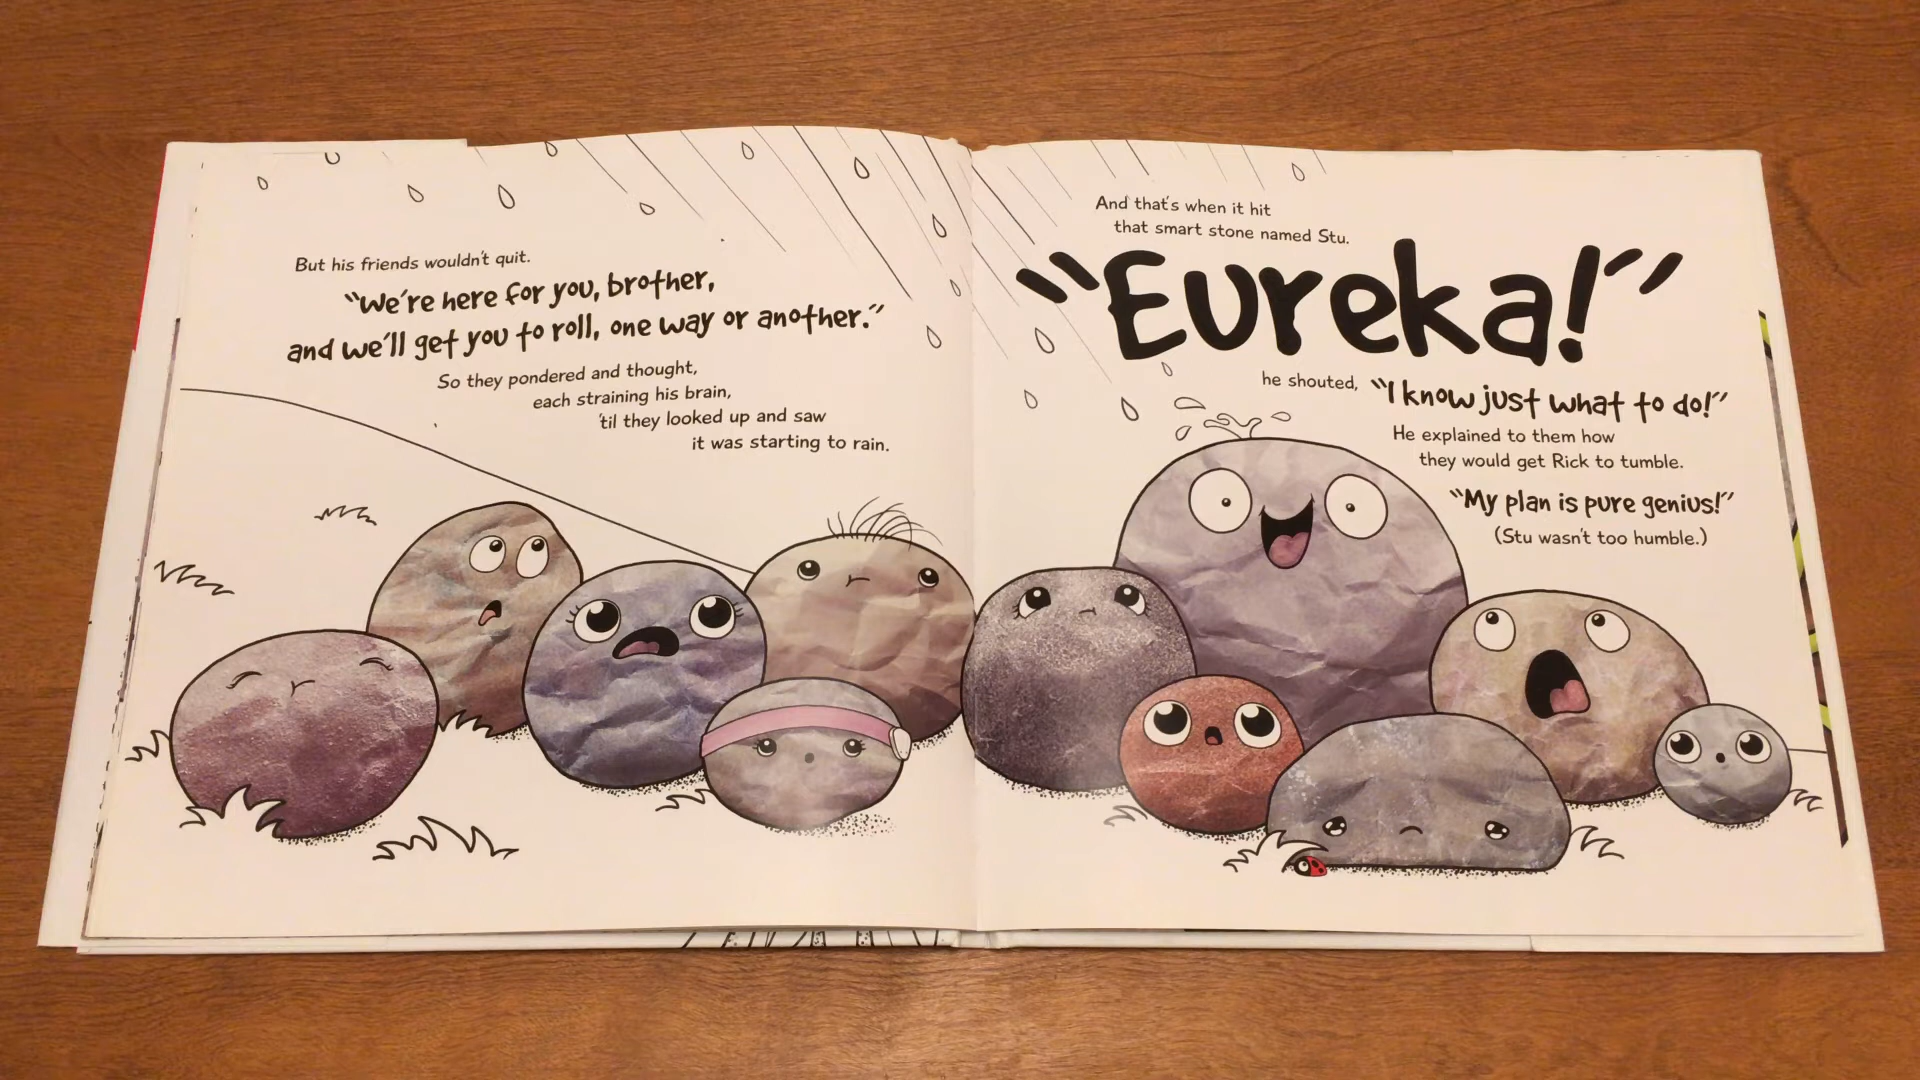 But his friends wouldn't quit.
“We're here for you, brother,
and we'll get you to roll, one way or another.”
So they pondered and thought,
each straining his brain,
'til they looked up and saw
it was starting to rain.
And that's when it hit
that smart stone named Stu.
“Eureka!”
he shouted, “I know just what to do!”
He explained to them how
they would get Rick to tumble.
“My plan is pure genius!”
(Stu wasn't too humble.)